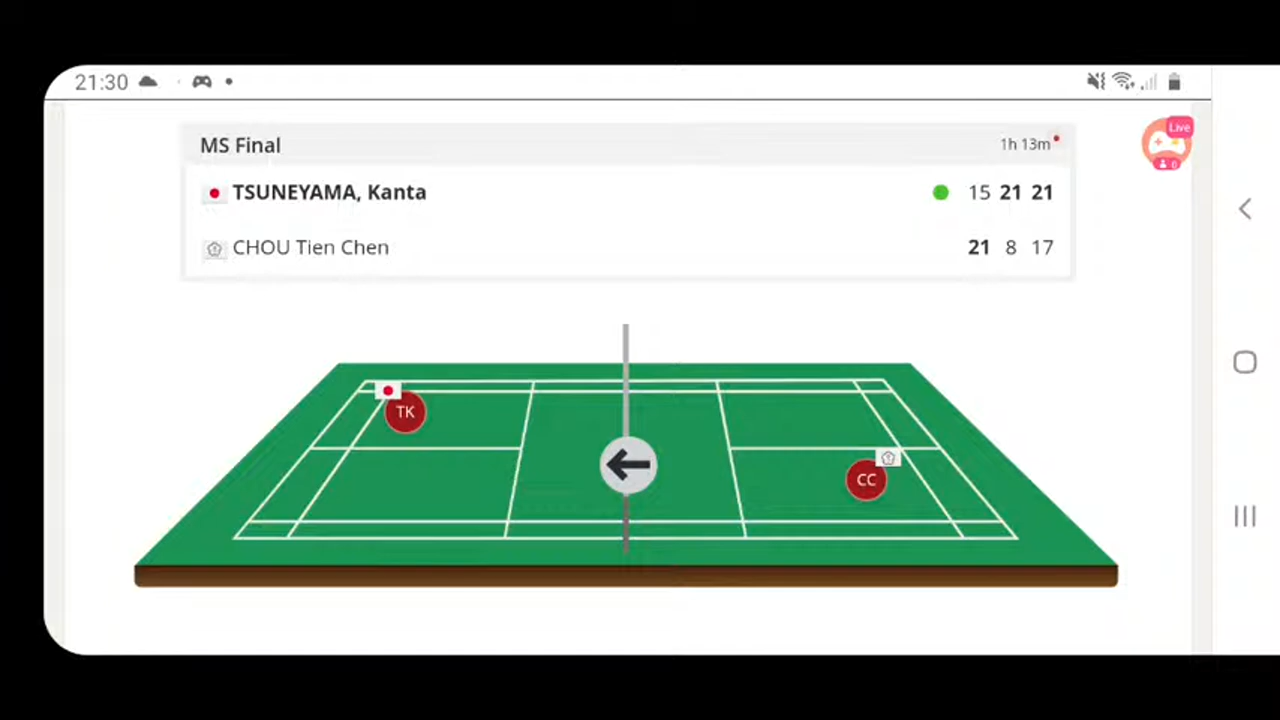 21:30
Live
0
MS Final 1h 13m
TSUNEYAMA, Kanta 15 21 21
CHOU Tien Chen 21 8 17
TK
CC